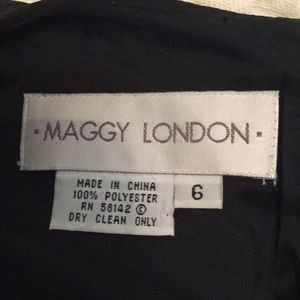 · MAGGY LONDON ·
MADE IN CHINA
100% POLYESTER
RN 58142 ©
DRY CLEAN ONLY
6